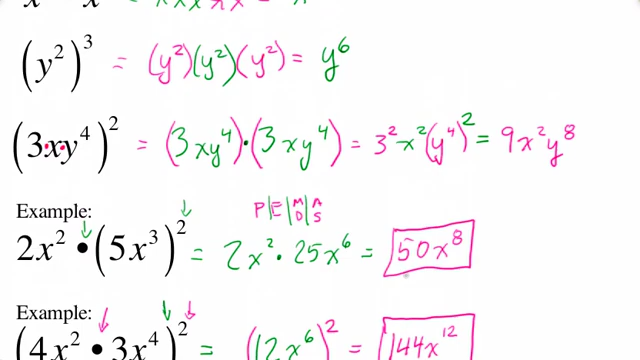 (y²)³ = (y²)(y²)(y²) = y⁶
(3xy⁴)² = (3xy⁴)·(3xy⁴) = 3²x²(y⁴)² = 9x²y⁸
Example:
P|E|M D|A S
2x² • (5x³)² = 2x² · 25x⁶ = 50x⁸
Example:
(4x² • 3x⁴)² = (12x⁶)² = 144x¹²